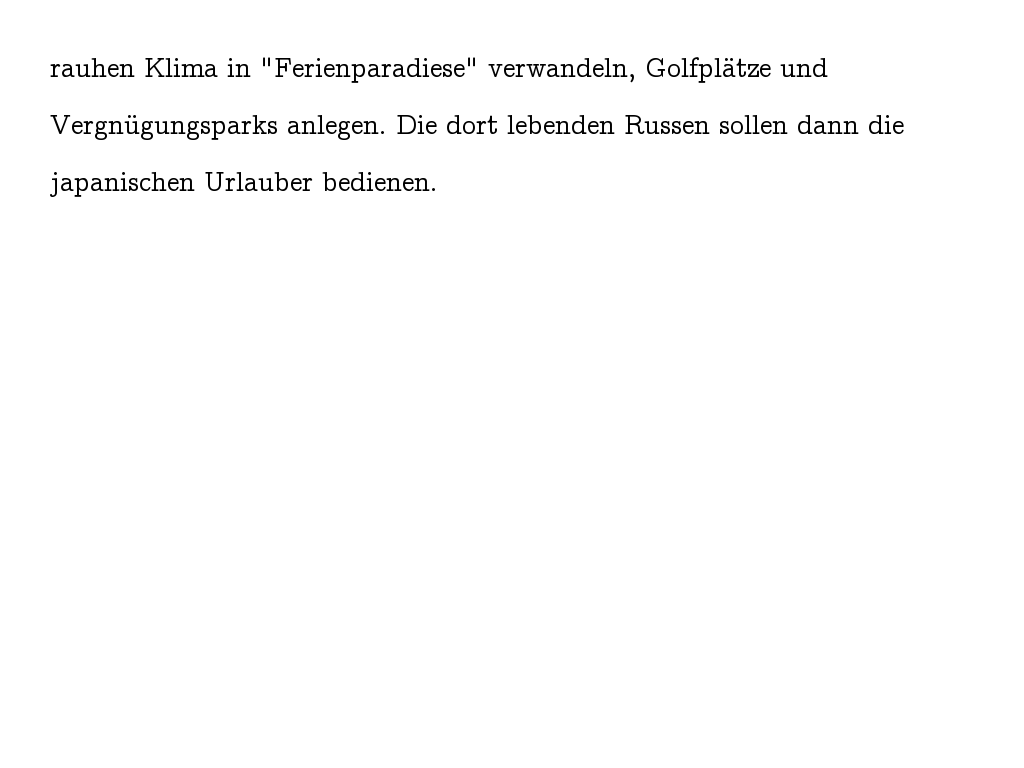 rauhen Klima in "Ferienparadiese" verwandeln, Golfplätze und
Vergnügungsparks anlegen. Die dort lebenden Russen sollen dann die
japanischen Urlauber bedienen.